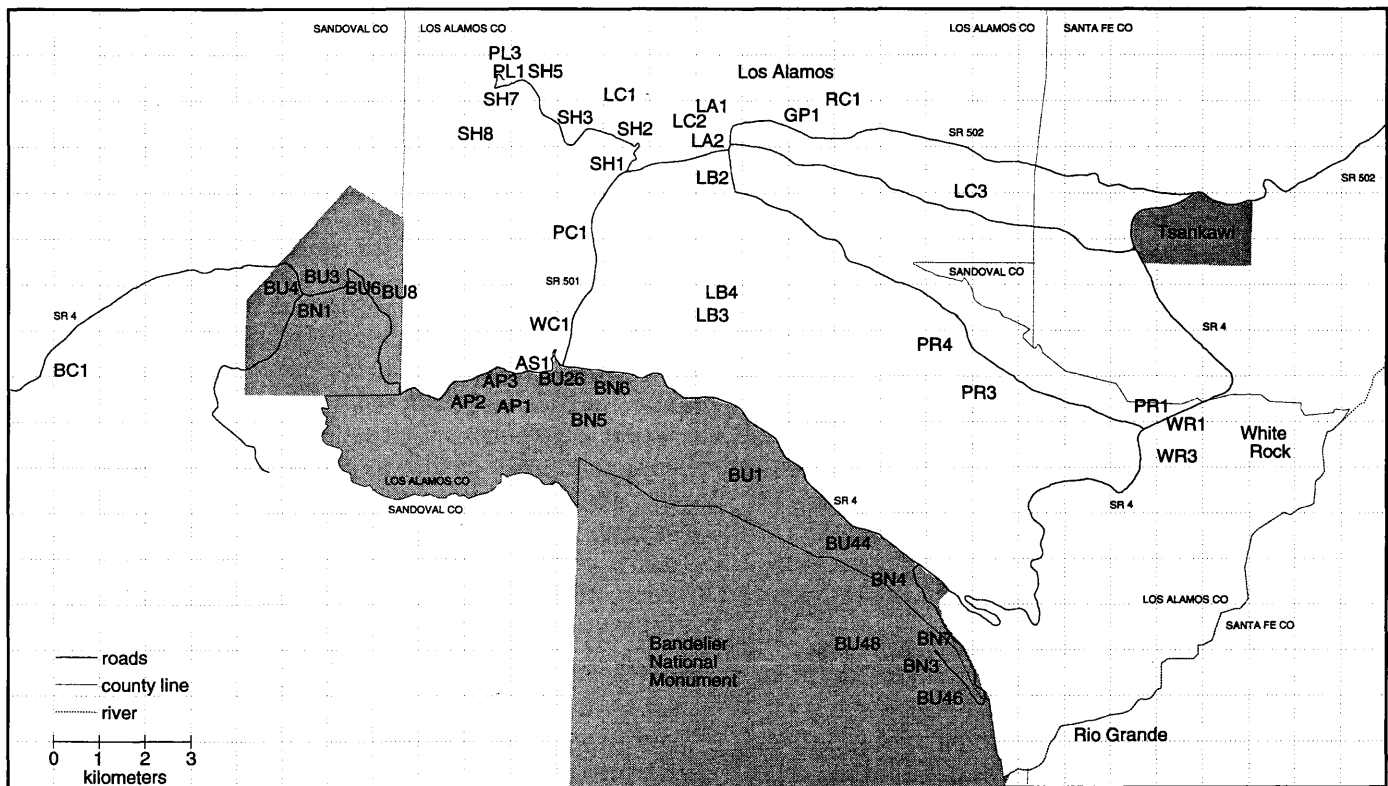 SANDOVAL CO
LOS ALAMOS CO
LOS ALAMOS CO
SANTA FE CO
PL3
PL1
SH5
Los Alamos
SH7
LC1
LA1
RC1
SH3
LC2
GP1
SH8
SH2
SR 502
LA2
SH1
LB2
SR 502
LC3
PC1
Tsankawi
SANDOVAL CO
BU3
BU4
BU6
BU8
SR 501
LB4
BN1
LB3
SR 4
WC1
SR 4
PR4
BC1
AS1
AP3
BU26
BN6
PR3
AP2
AP1
PR1
BN5
WR1
White
Rock
WR3
BU1
LOS ALAMOS CO
SR 4
SR 4
SANDOVAL CO
BU44
BN4
LOS ALAMOS CO
SANTA FE CO
Bandelier
National
Monument
BU48
BN7
BN3
BU46
roads
county line
river
Rio Grande
0 1 2 3
kilometers